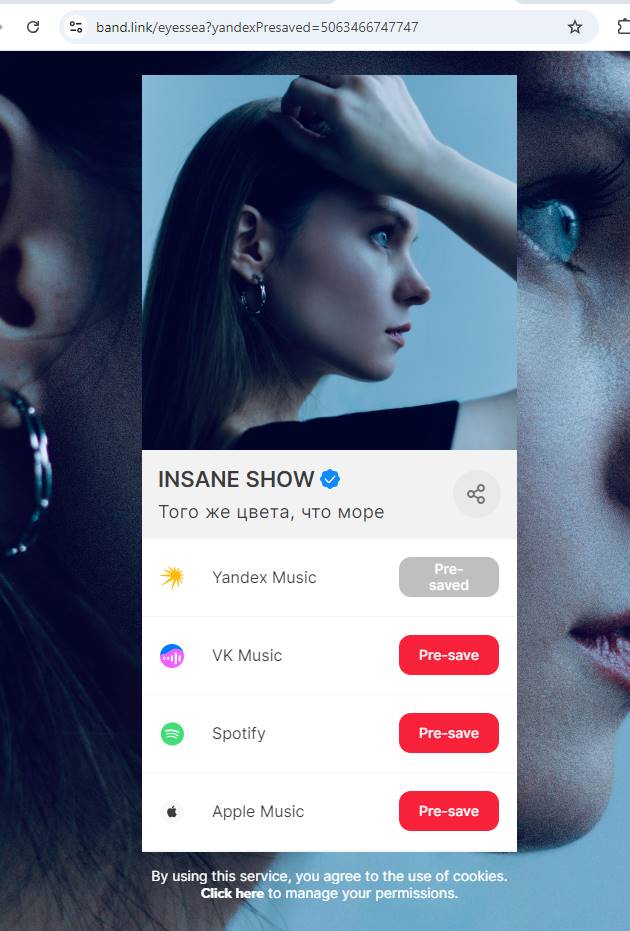 band.link/eyessea?yandexPresaved=5063466747747
INSANE SHOW
Того же цвета, что море
Yandex Music
Pre-
saved
VK Music
Pre-save
Spotify
Pre-save
Apple Music
Pre-save
By using this service, you agree to the use of cookies.
Click here to manage your permissions.